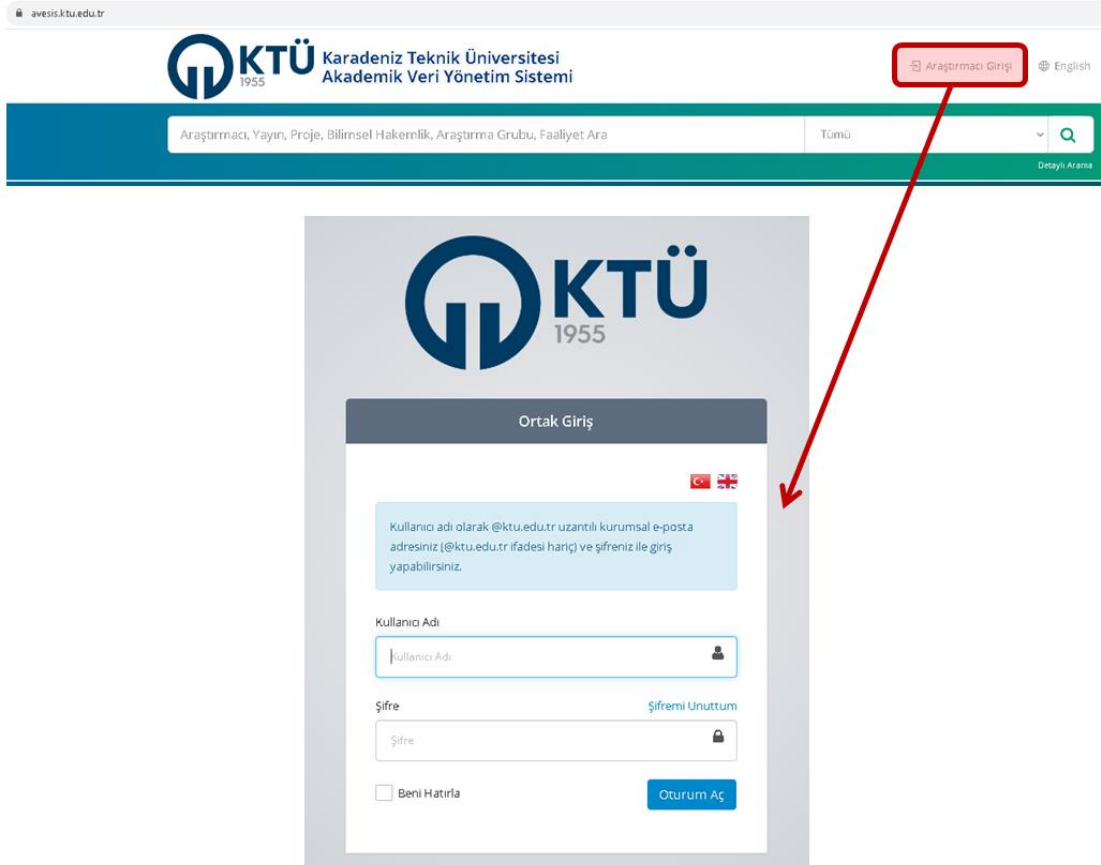 avesis.ktu.edu.tr
KTÜ
1955
Karadeniz Teknik Üniversitesi
Akademik Veri Yönetim Sistemi
Araştırmacı Girişi
English
Araştırmacı, Yayın, Proje, Bilimsel Hakemlik, Araştırma Grubu, Faaliyet Ara
Tümü
Detaylı Arama
KTÜ
1955
Ortak Giriş
Kullanıcı adı olarak @ktu.edu.tr uzantılı kurumsal e-posta
adresiniz (@ktu.edu.tr ifadesi hariç) ve şifreniz ile giriş
yapabilirsiniz.
Kullanıcı Adı
Kullanıcı Adı
Şifre
Şifremi Unuttum
Şifre
Beni Hatırla
Oturum Aç